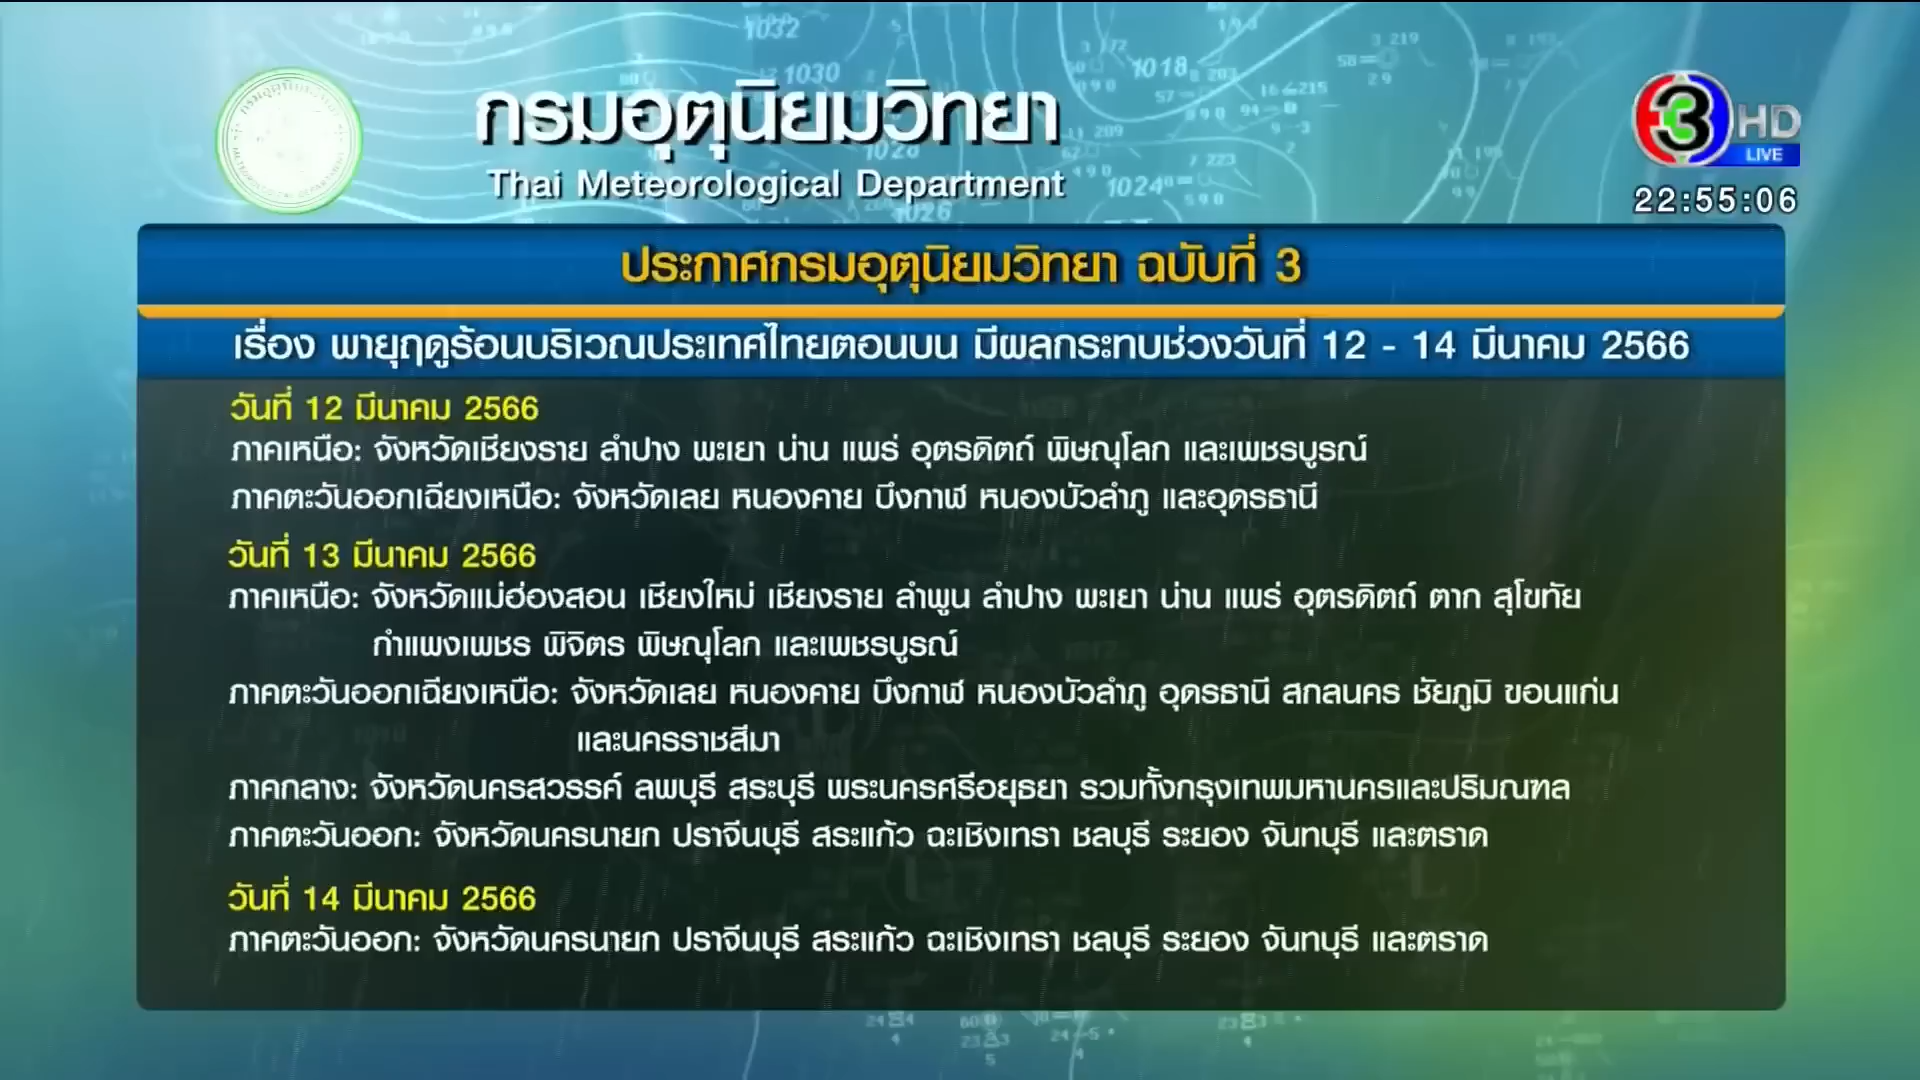 กรมอุตุนิยมวิทยา
Thai Meteorological Department
3 HD
LIVE
22:55:06
ประกาศกรมอุตุนิยมวิทยา ฉบับที่ 3
เรื่อง พายุฤดูร้อนบริเวณประเทศไทยตอนบน มีผลกระทบช่วงวันที่ 12 - 14 มีนาคม 2566
วันที่ 12 มีนาคม 2566
ภาคเหนือ: จังหวัดเชียงราย ลำปาง พะเยา น่าน แพร่ อุตรดิตถ์ พิษณุโลก และเพชรบูรณ์
ภาคตะวันออกเฉียงเหนือ: จังหวัดเลย หนองคาย บึงกาฬ หนองบัวลำภู และอุดรธานี
วันที่ 13 มีนาคม 2566
ภาคเหนือ: จังหวัดแม่ฮ่องสอน เชียงใหม่ เชียงราย ลำพูน ลำปาง พะเยา น่าน แพร่ อุตรดิตถ์ ตาก สุโขทัย
กำแพงเพชร พิจิตร พิษณุโลก และเพชรบูรณ์
ภาคตะวันออกเฉียงเหนือ: จังหวัดเลย หนองคาย บึงกาฬ หนองบัวลำภู อุดรธานี สกลนคร ชัยภูมิ ขอนแก่น
และนครราชสีมา
ภาคกลาง: จังหวัดนครสวรรค์ ลพบุรี สระบุรี พระนครศรีอยุธยา รวมทั้งกรุงเทพมหานครและปริมณฑล
ภาคตะวันออก: จังหวัดนครนายก ปราจีนบุรี สระแก้ว ฉะเชิงเทรา ชลบุรี ระยอง จันทบุรี และตราด
วันที่ 14 มีนาคม 2566
ภาคตะวันออก: จังหวัดนครนายก ปราจีนบุรี สระแก้ว ฉะเชิงเทรา ชลบุรี ระยอง จันทบุรี และตราด